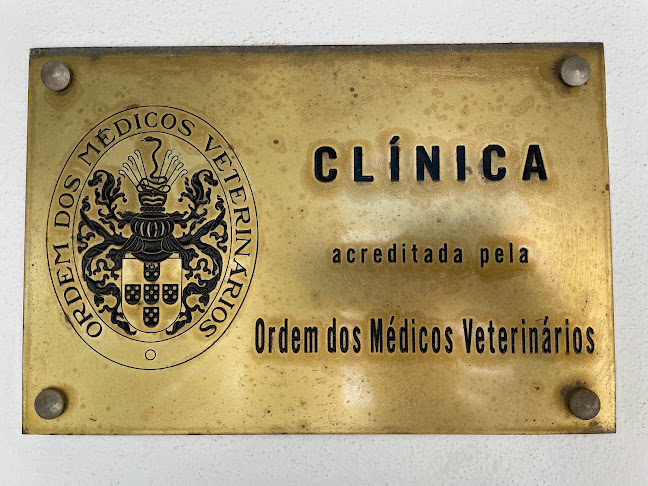 ORDEM DOS MÉDICOS VETERINÁRIOS
CLÍNICA
acreditada pela
Ordem dos Médicos Veterinários